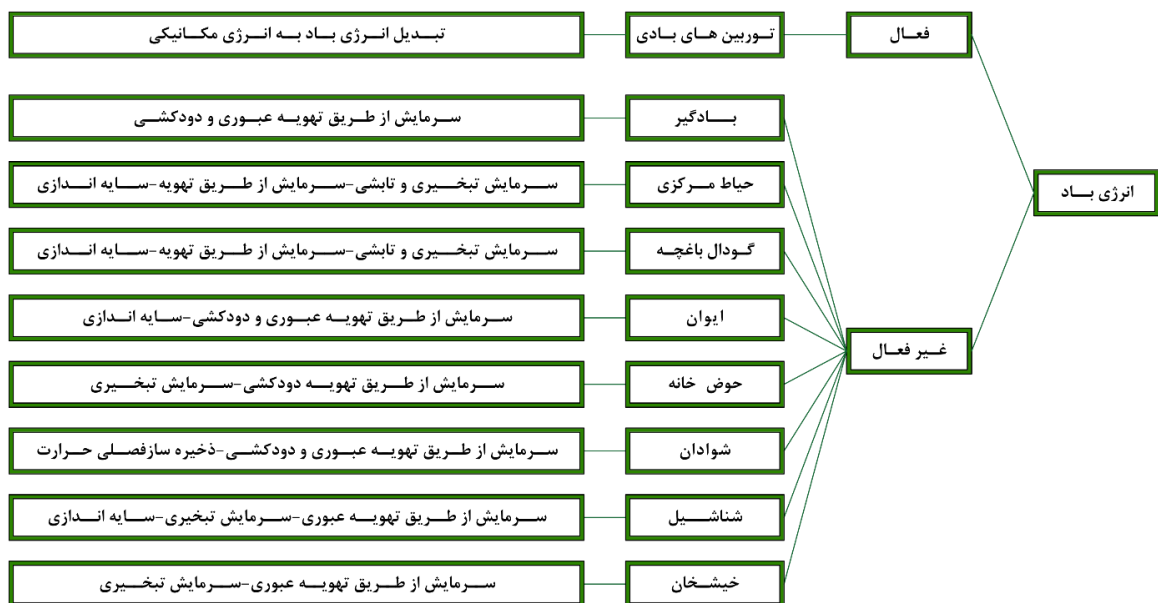 انرژی باد
فعال
توربین های بادی
تبدیل انرژی باد به انرژی مکانیکی
غیر فعال
بادگیر
سرمایش از طریق تهویه عبوری و دودکشی
حیاط مرکزی
سرمایش تبخیری و تابشی-سرمایش از طریق تهویه-سایه اندازی
گودال باغچه
سرمایش تبخیری و تابشی-سرمایش از طریق تهویه-سایه اندازی
ایوان
سرمایش از طریق تهویه عبوری و دودکشی-سایه اندازی
حوض خانه
سرمایش از طریق تهویه دودکشی-سرمایش تبخیری
شوادان
سرمایش از طریق تهویه عبوری و دودکشی-ذخیره سازفصلی حرارت
شناشیل
سرمایش از طریق تهویه عبوری-سرمایش تبخیری-سایه اندازی
خیشخان
سرمایش از طریق تهویه عبوری-سرمایش تبخیری